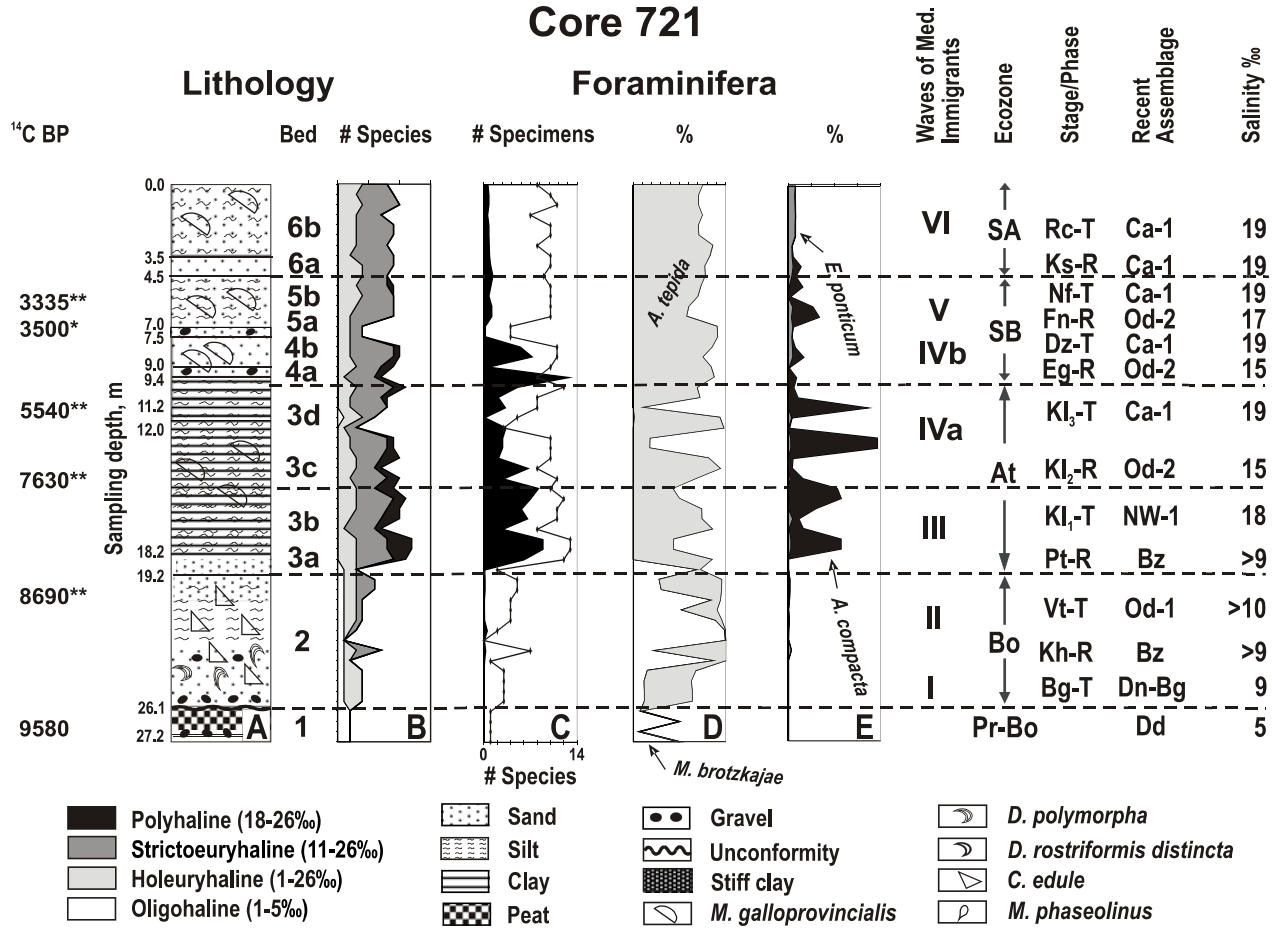 Core 721
Lithology
Foraminifera
Waves of Med. Immigrants
Ecozone
Stage/Phase
Recent Assemblage
Salinity ‰
¹⁴C BP
Bed
# Species
# Specimens
%
%
Sampling depth, m
0.0
6b
VI
SA
Rc-T
Ca-1
19
3.5
6a
Ks-R
Ca-1
19
4.5
3335**
5b
V
SB
Nf-T
Ca-1
19
3500*
7.0
5a
Fn-R
Od-2
17
7.5
4b
IVb
Dz-T
Ca-1
19
9.0
4a
Eg-R
Od-2
15
9.4
5540**
11.2
3d
IVa
Kl₃-T
Ca-1
19
12.0
7630**
3c
At
Kl₂-R
Od-2
15
3b
III
Kl₁-T
NW-1
18
18.2
3a
Pt-R
Bz
>9
19.2
8690**
2
II
Bo
Vt-T
Od-1
>10
Kh-R
Bz
>9
I
Bg-T
Dn-Bg
9
26.1
9580
1
Pr-Bo
Dd
5
27.2
A
B
C
D
E
A. tepida
E. ponticum
A. compacta
M. brotzkajae
0
14
# Species
Polyhaline (18-26‰)
Strictoeuryhaline (11-26‰)
Holeuryhaline (1-26‰)
Oligohaline (1-5‰)
Sand
Silt
Clay
Peat
Gravel
Unconformity
Stiff clay
M. galloprovincialis
D. polymorpha
D. rostriformis distincta
C. edule
M. phaseolinus